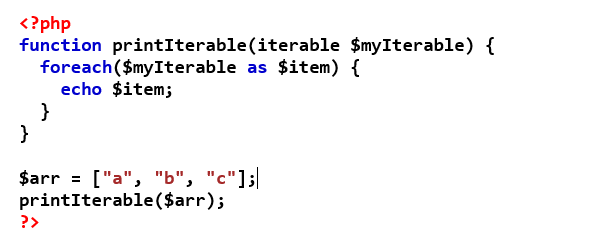 <?php
function printIterable(iterable $myIterable) {
  foreach($myIterable as $item) {
    echo $item;
  }
}

$arr = ["a", "b", "c"];
printIterable($arr);
?>